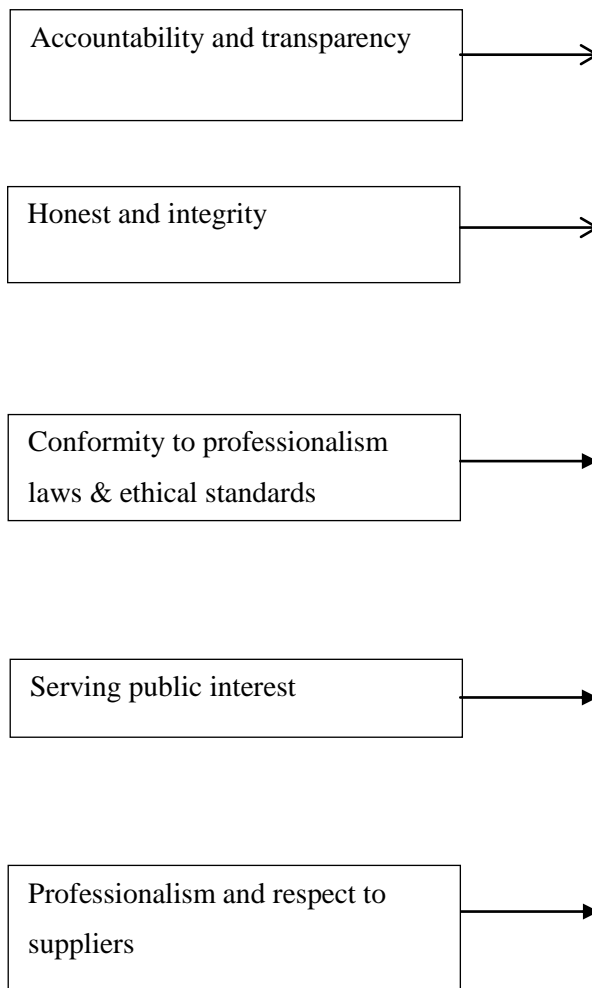 Accountability and transparency
Honest and integrity
Conformity to professionalism
laws & ethical standards
Serving public interest
Professionalism and respect to
suppliers